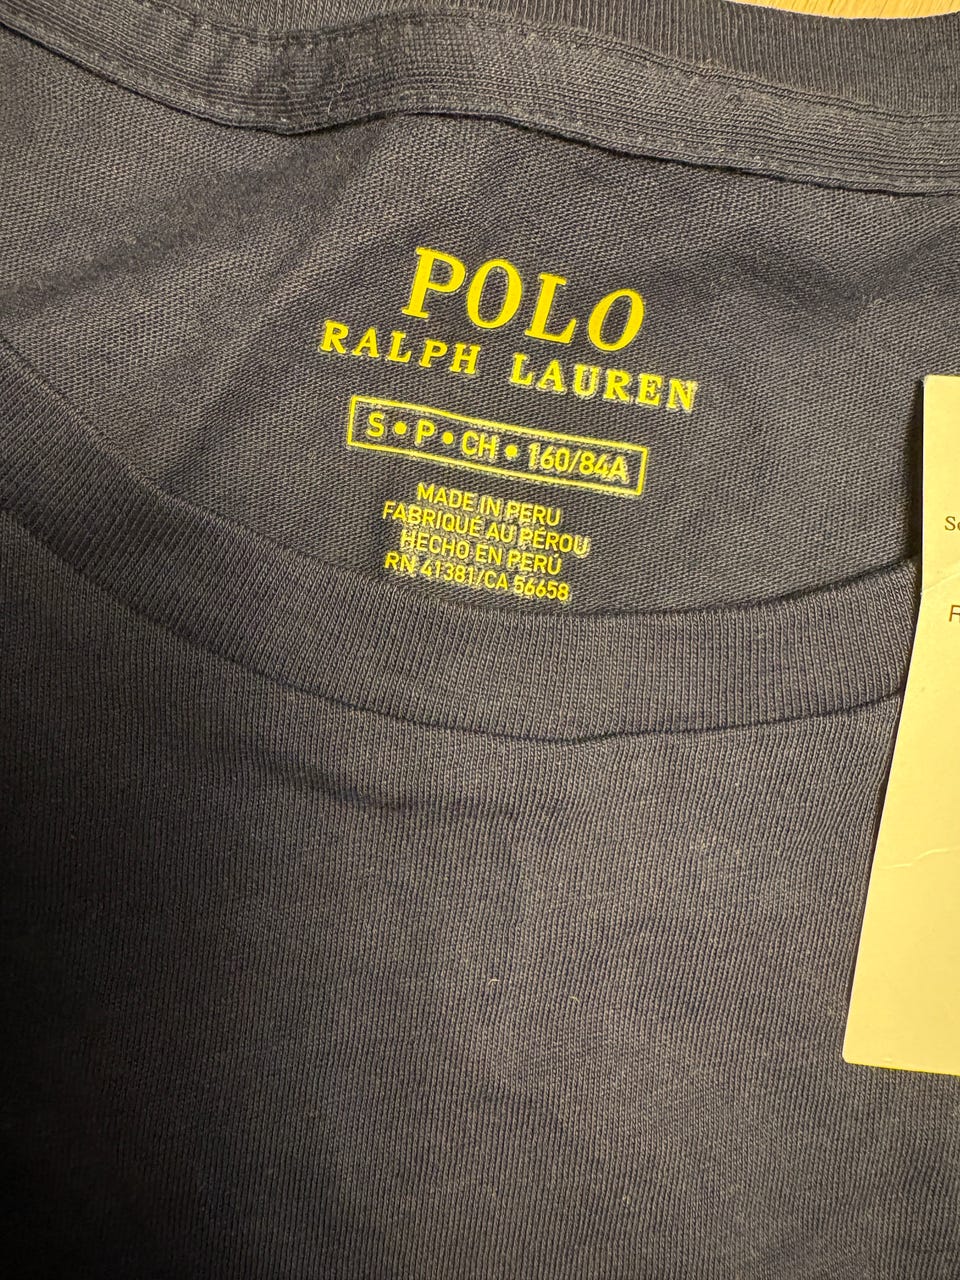 POLO
RALPH LAUREN
S • P • CH • 160/84A
MADE IN PERU
FABRIQUÉ AU PÉROU
HECHO EN PERÚ
RN 41381/CA 56658